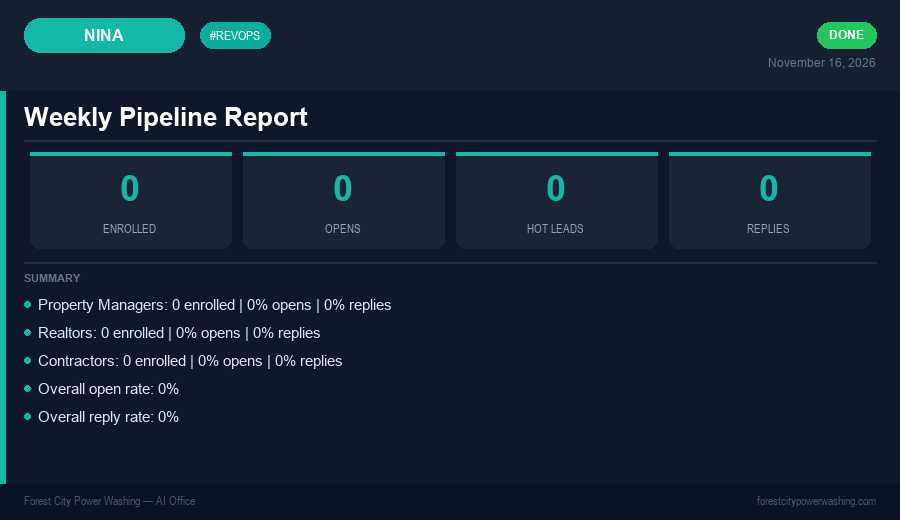 NINA
#REVOPS
DONE
November 16, 2026
Weekly Pipeline Report
0
0
0
0
ENROLLED
OPENS
HOT LEADS
REPLIES
SUMMARY
Property Managers: 0 enrolled | 0% opens | 0% replies
Realtors: 0 enrolled | 0% opens | 0% replies
Contractors: 0 enrolled | 0% opens | 0% replies
Overall open rate: 0%
Overall reply rate: 0%
Forest City Power Washing — AI Office
forestcitypowerwashing.com